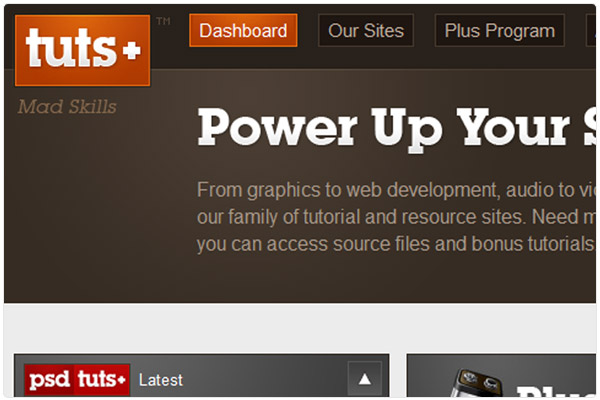 tuts+ ™
Dashboard Our Sites Plus Program
Mad Skills
Power Up Your
From graphics to web development, audio to
our family of tutorial and resource sites. Need
you can access source files and bonus tutorials
psd tuts+ Latest